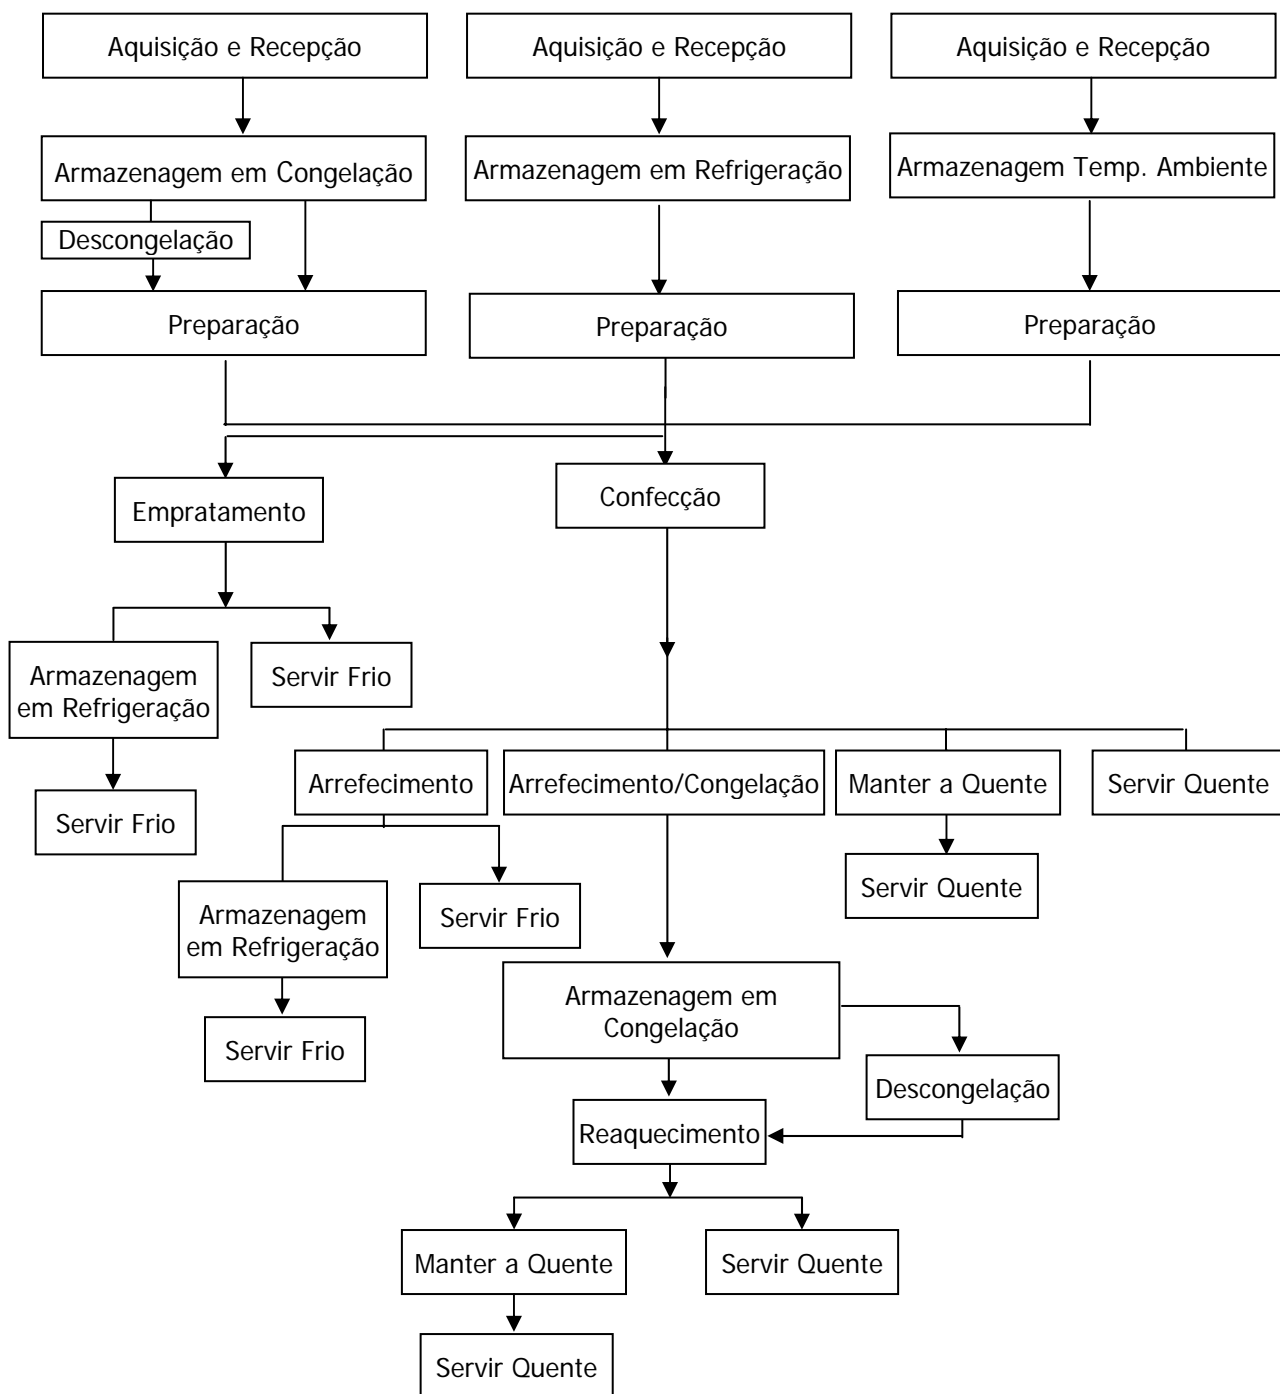 Aquisição e Recepção
Aquisição e Recepção
Aquisição e Recepção
Armazenagem em Congelação
Armazenagem em Refrigeração
Armazenagem Temp. Ambiente
Descongelação
Preparação
Preparação
Preparação
Empratamento
Confecção
Armazenagem
em Refrigeração
Servir Frio
Servir Frio
Arrefecimento
Arrefecimento/Congelação
Manter a Quente
Servir Quente
Armazenagem
em Refrigeração
Servir Frio
Servir Quente
Servir Frio
Armazenagem em
Congelação
Descongelação
Reaquecimento
Manter a Quente
Servir Quente
Servir Quente